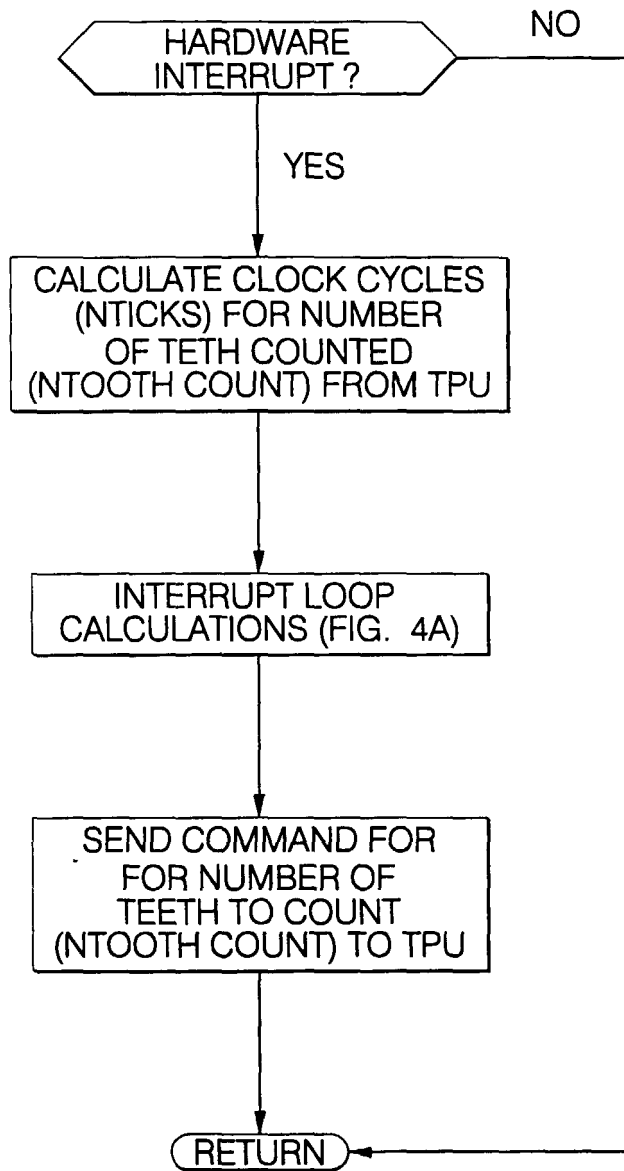 HARDWARE
INTERRUPT ?
NO
YES
CALCULATE CLOCK CYCLES
(NTICKS) FOR NUMBER
OF TETH COUNTED
(NTOOTH COUNT) FROM TPU
INTERRUPT LOOP
CALCULATIONS (FIG. 4A)
SEND COMMAND FOR
FOR NUMBER OF
TEETH TO COUNT
(NTOOTH COUNT) TO TPU
RETURN